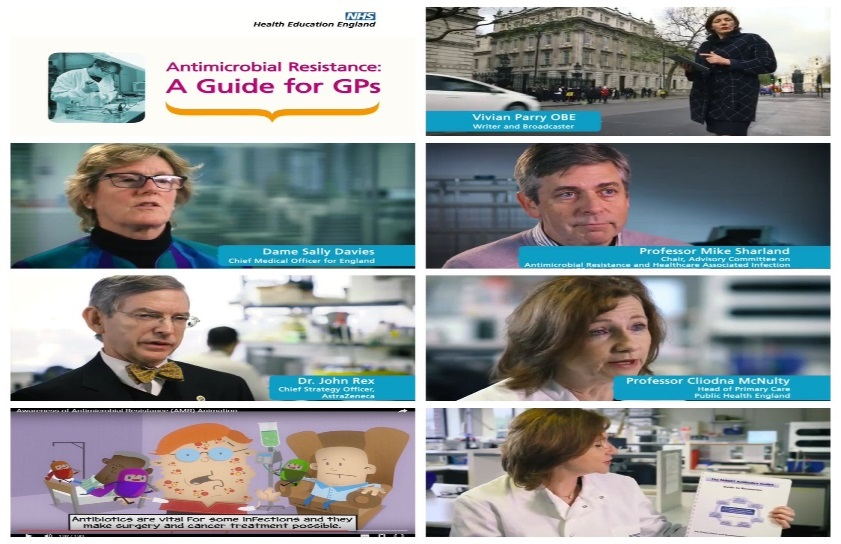 NHS
Health Education England
Antimicrobial Resistance:
A Guide for GPs
Vivian Parry OBE
Writer and Broadcaster
Dame Sally Davies
Chief Medical Officer for England
Professor Mike Sharland
Chair, Advisory Committee on
Antimicrobial Resistance and Healthcare Associated Infection
Dr. John Rex
Chief Strategy Officer,
AstraZeneca
Professor Cliodna McNulty
Head of Primary Care
Public Health England
Awareness of Antimicrobial Resistance (AMR) Animation
Antibiotics are vital for some infections and they
make surgery and cancer treatment possible.